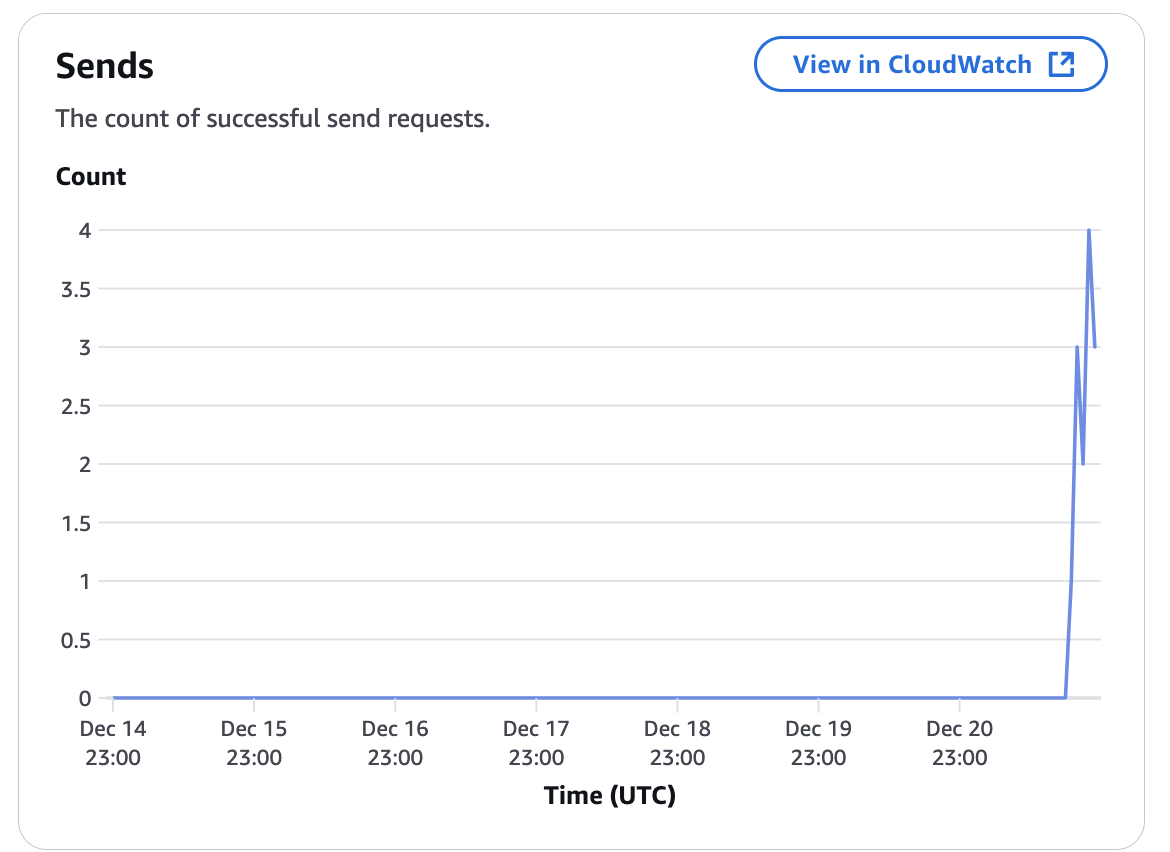 Sends
View in CloudWatch
The count of successful send requests.
Count
4
3.5
3
2.5
2
1.5
1
0.5
0
Dec 14 Dec 15 Dec 16 Dec 17 Dec 18 Dec 19 Dec 20
23:00 23:00 23:00 23:00 23:00 23:00 23:00
Time (UTC)